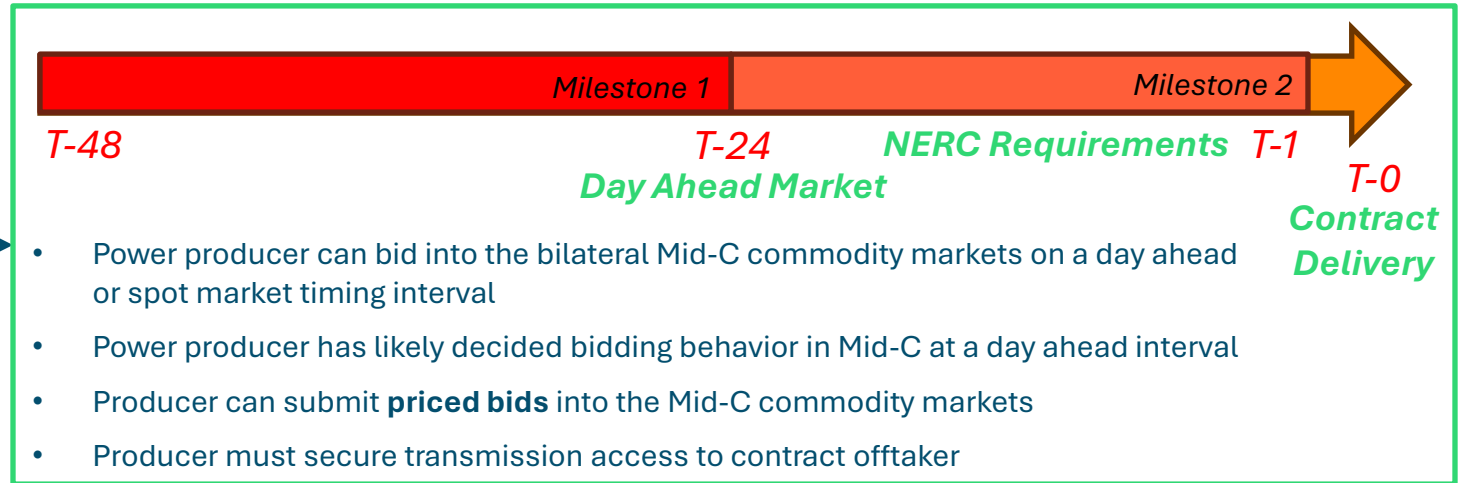 Milestone 1
Milestone 2
T-48
T-24
NERC Requirements
T-1
Day Ahead Market
T-0
Contract
Delivery
• Power producer can bid into the bilateral Mid-C commodity markets on a day ahead
or spot market timing interval
• Power producer has likely decided bidding behavior in Mid-C at a day ahead interval
• Producer can submit priced bids into the Mid-C commodity markets
• Producer must secure transmission access to contract offtaker